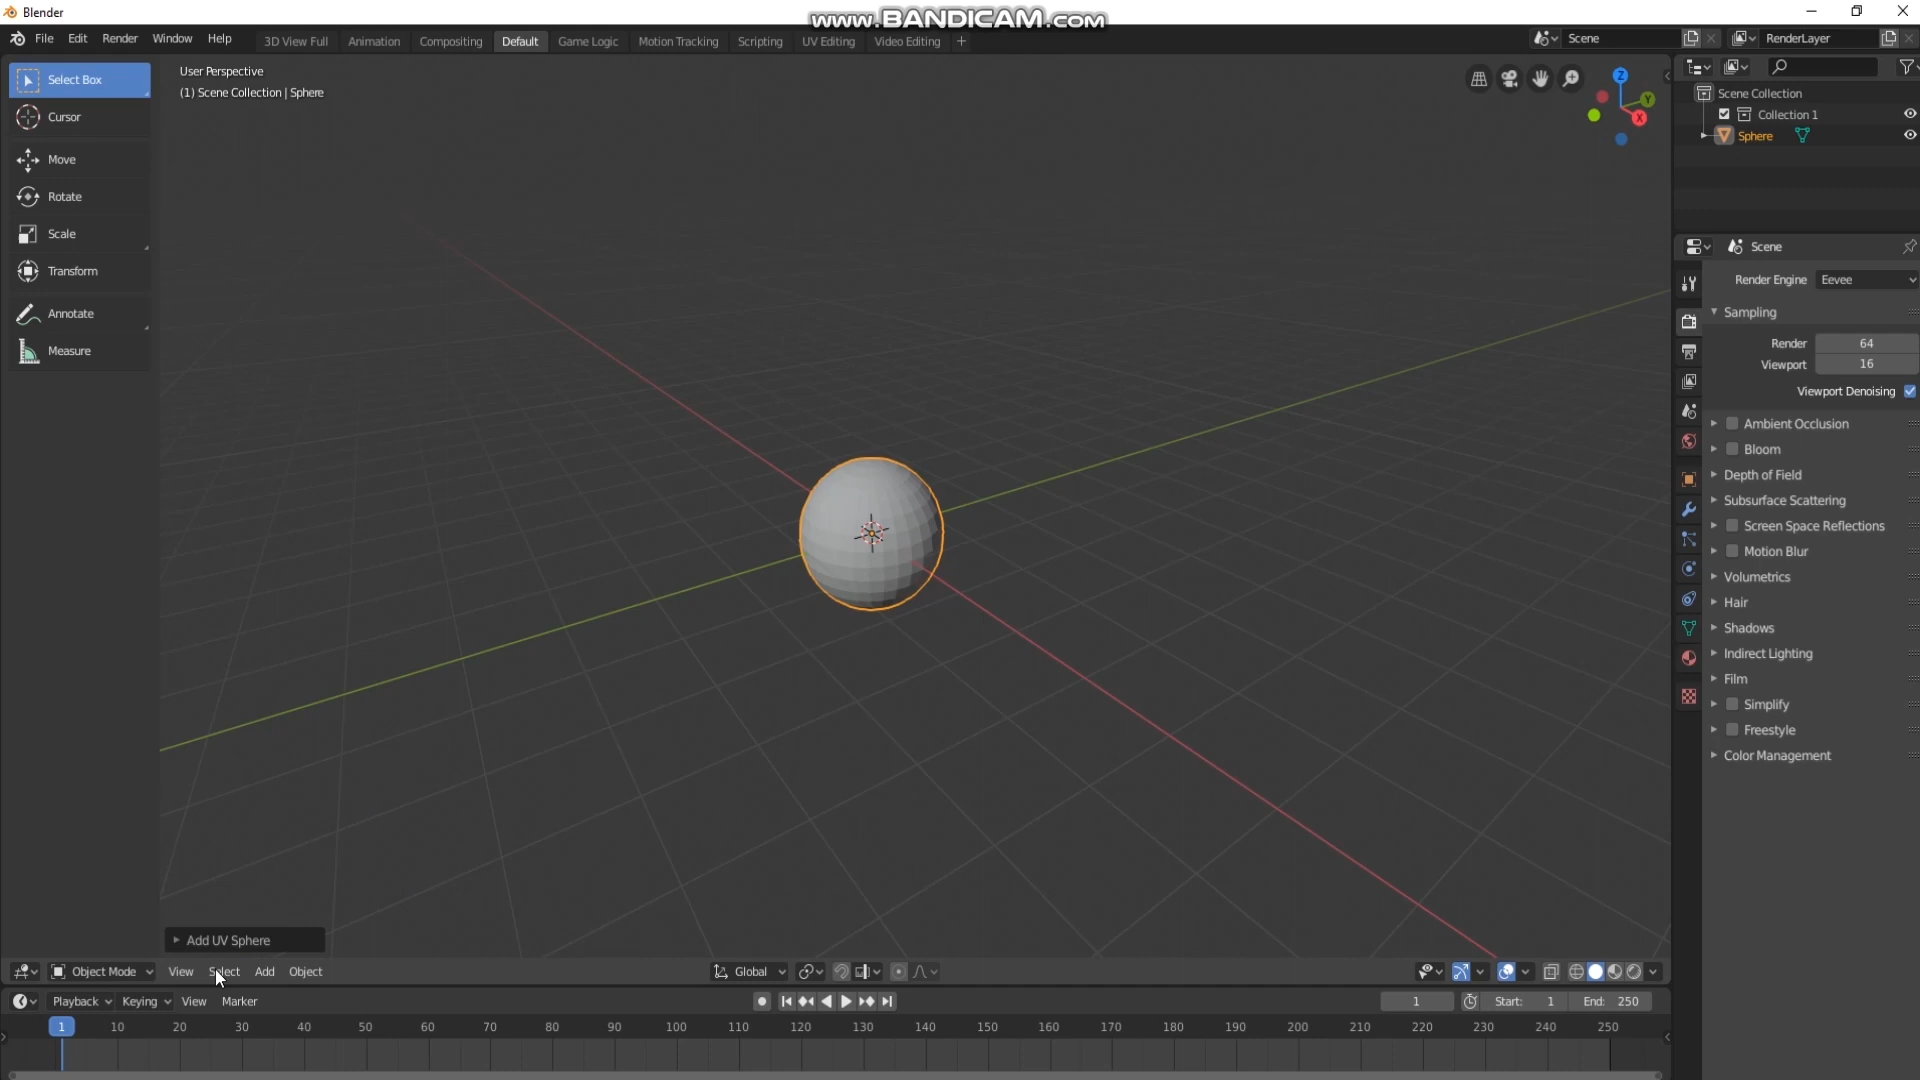 Blender
www.BANDICAM.com
File Edit Render Window Help
3D View Full Animation Compositing Default Game Logic Motion Tracking Scripting UV Editing Video Editing +
Scene
RenderLayer
Select Box
Cursor
Move
Rotate
Scale
Transform
Annotate
Measure
User Perspective
(1) Scene Collection | Sphere
Z
Y
X
Scene Collection
Collection 1
Sphere
Scene
Render Engine Eevee
Sampling
Render 64
Viewport 16
Viewport Denoising
Ambient Occlusion
Bloom
Depth of Field
Subsurface Scattering
Screen Space Reflections
Motion Blur
Volumetrics
Hair
Shadows
Indirect Lighting
Film
Simplify
Freestyle
Color Management
Add UV Sphere
Object Mode View Select Add Object
Global
Playback Keying View Marker
1 Start: 1 End: 250
1 10 20 30 40 50 60 70 80 90 100 110 120 130 140 150 160 170 180 190 200 210 220 230 240 250